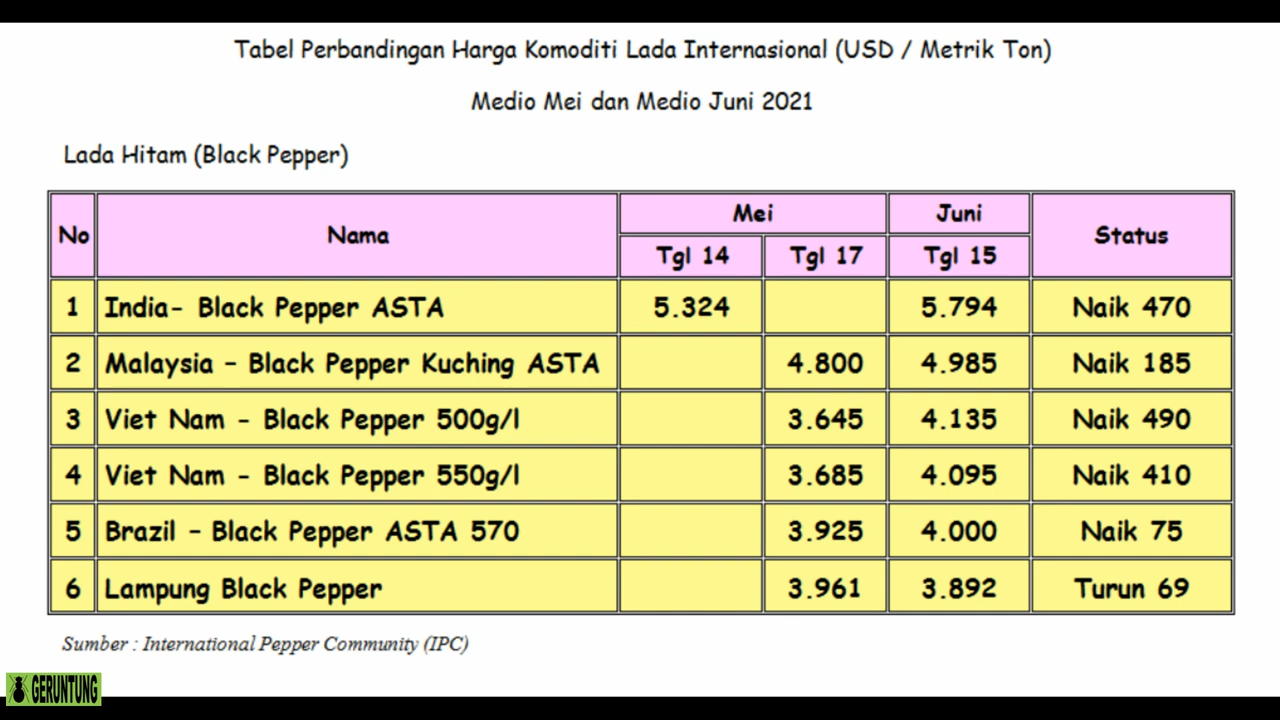 Tabel Perbandingan Harga Komoditi Lada Internasional (USD / Metrik Ton)
Medio Mei dan Medio Juni 2021
Lada Hitam (Black Pepper)
No Nama Mei Juni Status
Tgl 14 Tgl 17 Tgl 15
1 India- Black Pepper ASTA 5.324 5.794 Naik 470
2 Malaysia - Black Pepper Kuching ASTA 4.800 4.985 Naik 185
3 Viet Nam - Black Pepper 500g/l 3.645 4.135 Naik 490
4 Viet Nam - Black Pepper 550g/l 3.685 4.095 Naik 410
5 Brazil - Black Pepper ASTA 570 3.925 4.000 Naik 75
6 Lampung Black Pepper 3.961 3.892 Turun 69
Sumber : International Pepper Community (IPC)
GERUNTUNG